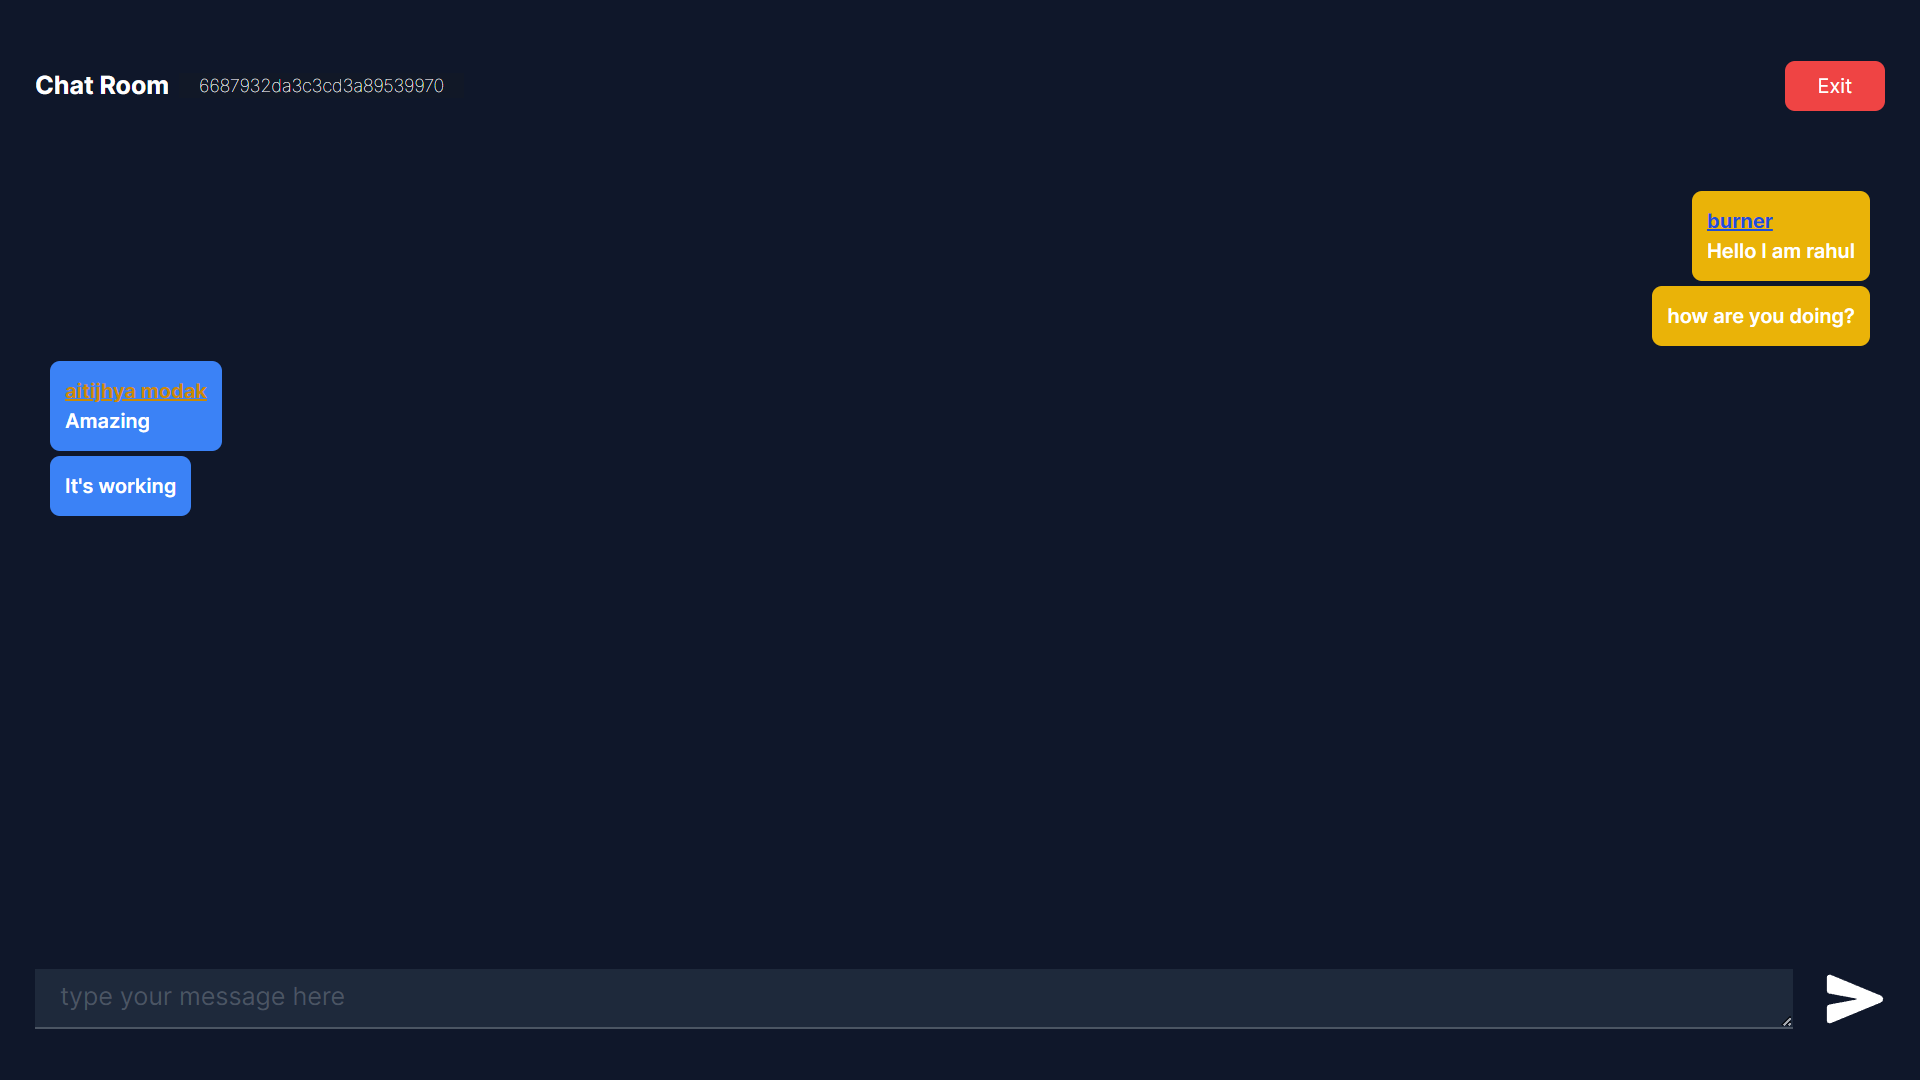 Chat Room 6687932da3c3cd3a89539970
Exit
burner
Hello I am rahul
how are you doing?
aitijhya modak
Amazing
It's working
type your message here